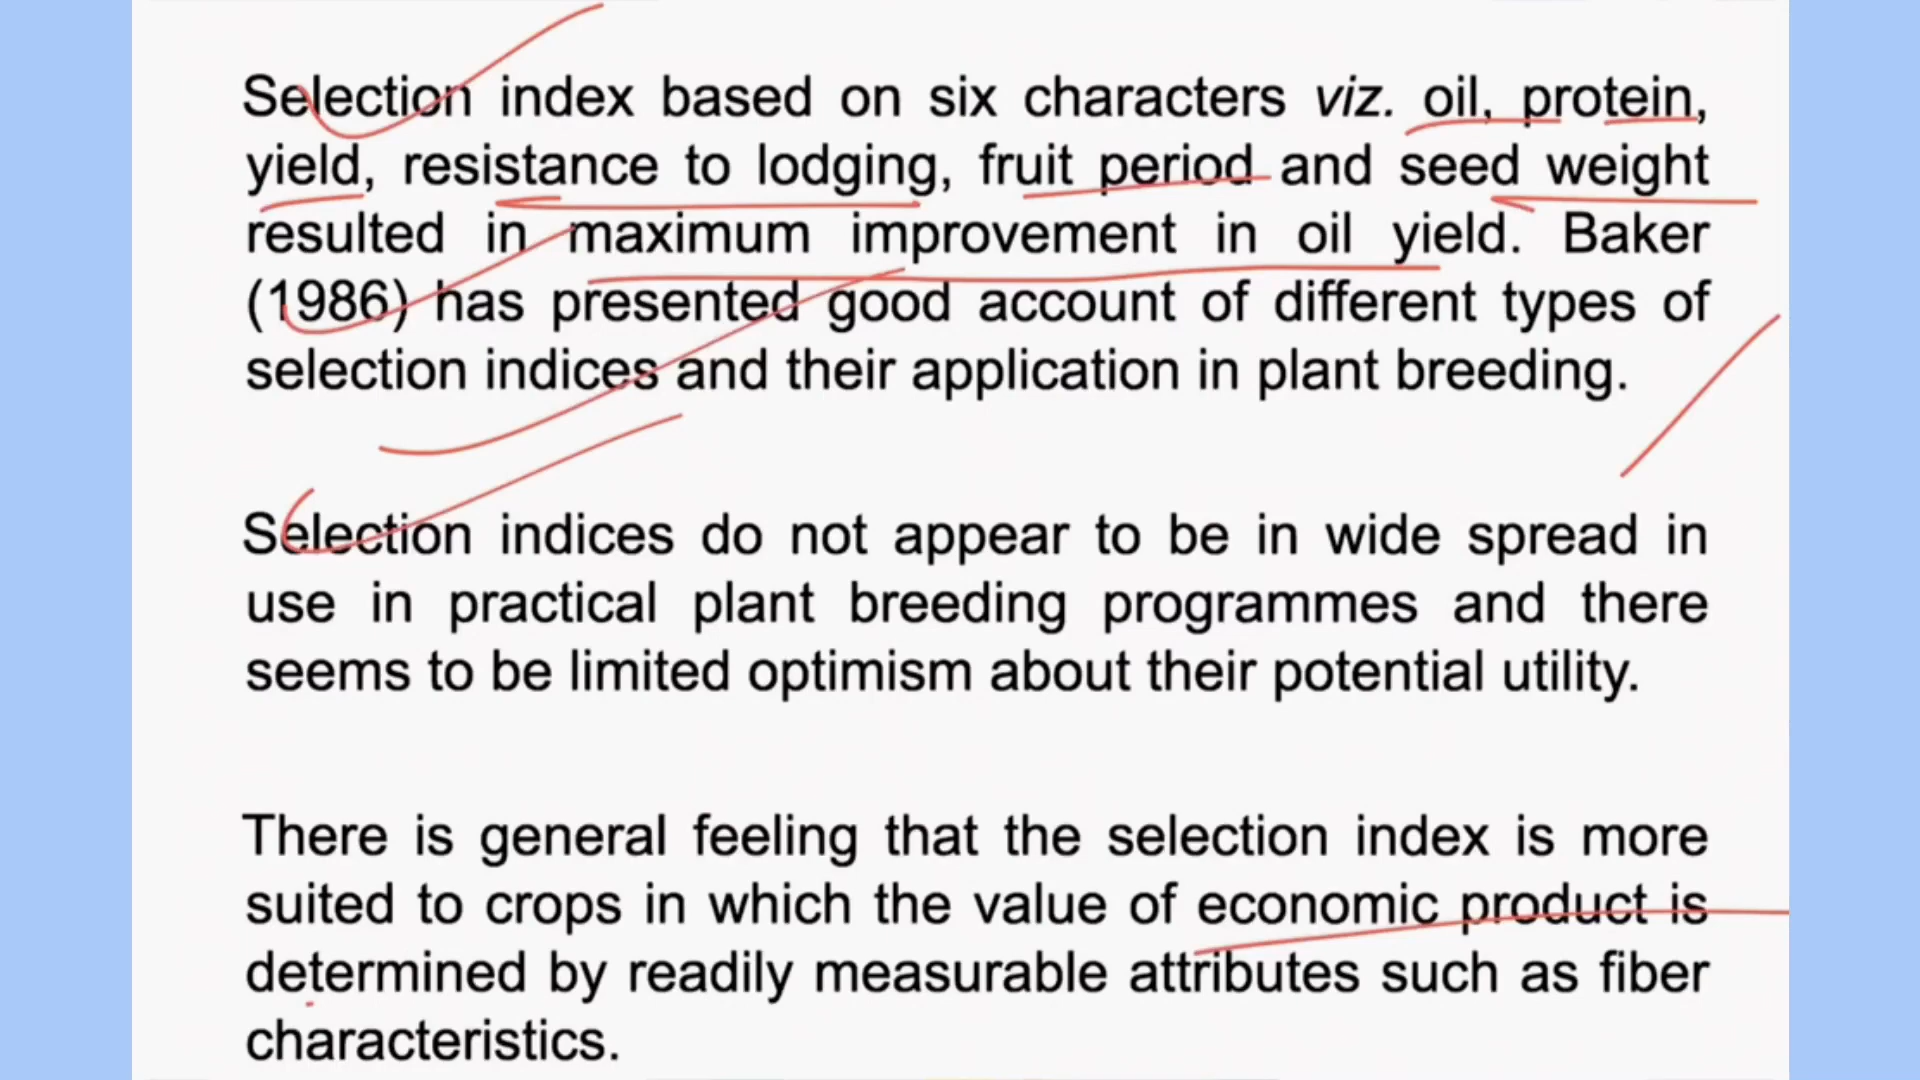 Selection index based on six characters viz. oil, protein,
yield, resistance to lodging, fruit period and seed weight
resulted in maximum improvement in oil yield. Baker
(1986) has presented good account of different types of
selection indices and their application in plant breeding.
Selection indices do not appear to be in wide spread in
use in practical plant breeding programmes and there
seems to be limited optimism about their potential utility.
There is general feeling that the selection index is more
suited to crops in which the value of economic product is
determined by readily measurable attributes such as fiber
characteristics.